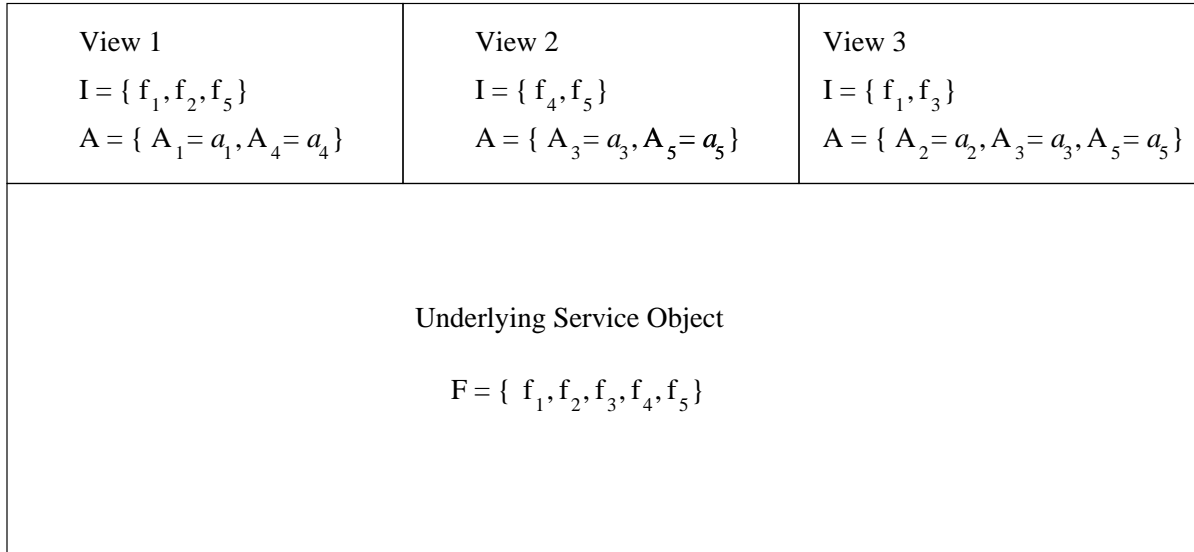 View 1
I = { f₁, f₂, f₅}
A = { A₁= a₁, A₄= a₄}
View 2
I = { f₄, f₅}
A = { A₃= a₃, A₅= a₅}
View 3
I = { f₁, f₃}
A = { A₂= a₂, A₃= a₃, A₅= a₅}
Underlying Service Object
F = { f₁, f₂, f₃, f₄, f₅}